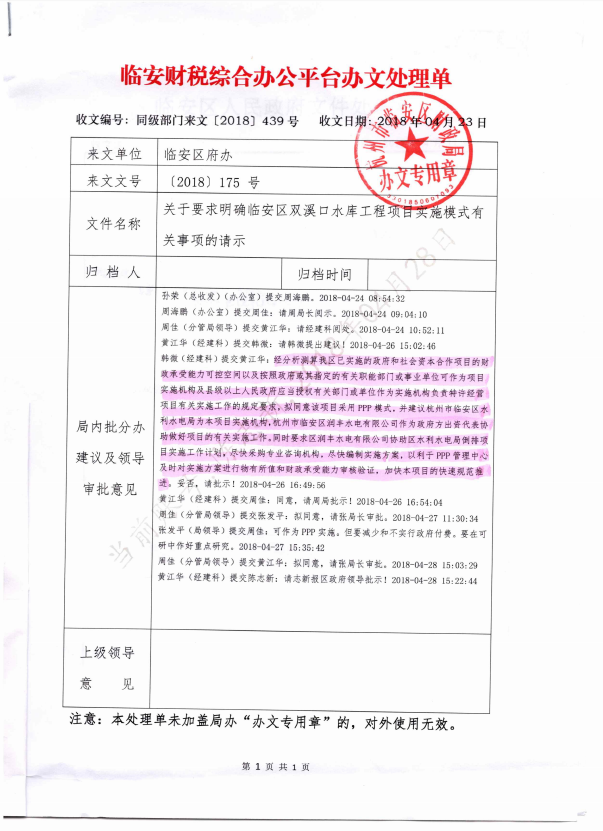 临安财税综合办公平台办文处理单
收文编号：同级部门来文〔2018〕439号 收文日期：2018年04月23日
杭州市临安区财政局
办文专用章
来文单位 临安区府办
来文文号 〔2018〕175 号
文件名称 关于要求明确临安区双溪口水库工程项目实施模式有
关事项的请示
归 档 人 归档时间
孙荣（总收发）（办公室）提交周海鹏。2018-04-24 08:54:32
周海鹏（办公室）提交周佳：请周局长阅示。2018-04-24 09:04:10
周佳（分管局领导）提交黄江华：请经建科阅处。2018-04-24 10:52:11
黄江华（经建科）提交韩微：请韩微提出建议！2018-04-26 15:02:46
韩微（经建科）提交黄江华：经分析测算我区已实施的政府和社会资本合作项目的财
政承受能力可控空间以及按照政府或其指定的有关职能部门或事业单位可作为项目
实施机构及县级以上人民政府应当授权有关部门或单位作为实施机构负责特许经营
项目有关实施工作的规定要求，拟同意该项目采用 PPP 模式，并建议杭州市临安区水
利水电局为本项目实施机构，杭州市临安区润丰水电有限公司作为政府方出资代表协
助做好项目的有关实施工作。同时要求区润丰水电有限公司协助区水利水电局倒排项
目实施工作计划，尽快采购专业咨询机构，尽快编制实施方案，以利于 PPP 管理中心
及时对实施方案进行物有所值和财政承受能力审核验证，加快本项目的快速规范推
进。妥否，请批示！2018-04-26 16:49:56
黄江华（经建科）提交周佳：同意，请周局批示！2018-04-26 16:54:04
周佳（分管局领导）提交张发平：拟同意，请张局长审批。2018-04-27 11:30:34
张发平（局领导）提交周佳：可作为 PPP 实施。但要减少和不实行政府付费。要在可
研中作好重点研究。2018-04-27 15:35:42
周佳（分管局领导）提交黄江华：拟同意，请张局长审批。2018-04-28 15:03:29
黄江华（经建科）提交陈志新：请志新报区政府领导批示！2018-04-28 15:22:44
局内批分办
建议及领导
审批意见
上级领导
意 见
注意：本处理单未加盖局办“办文专用章”的，对外使用无效。
第 1 页 共 1 页